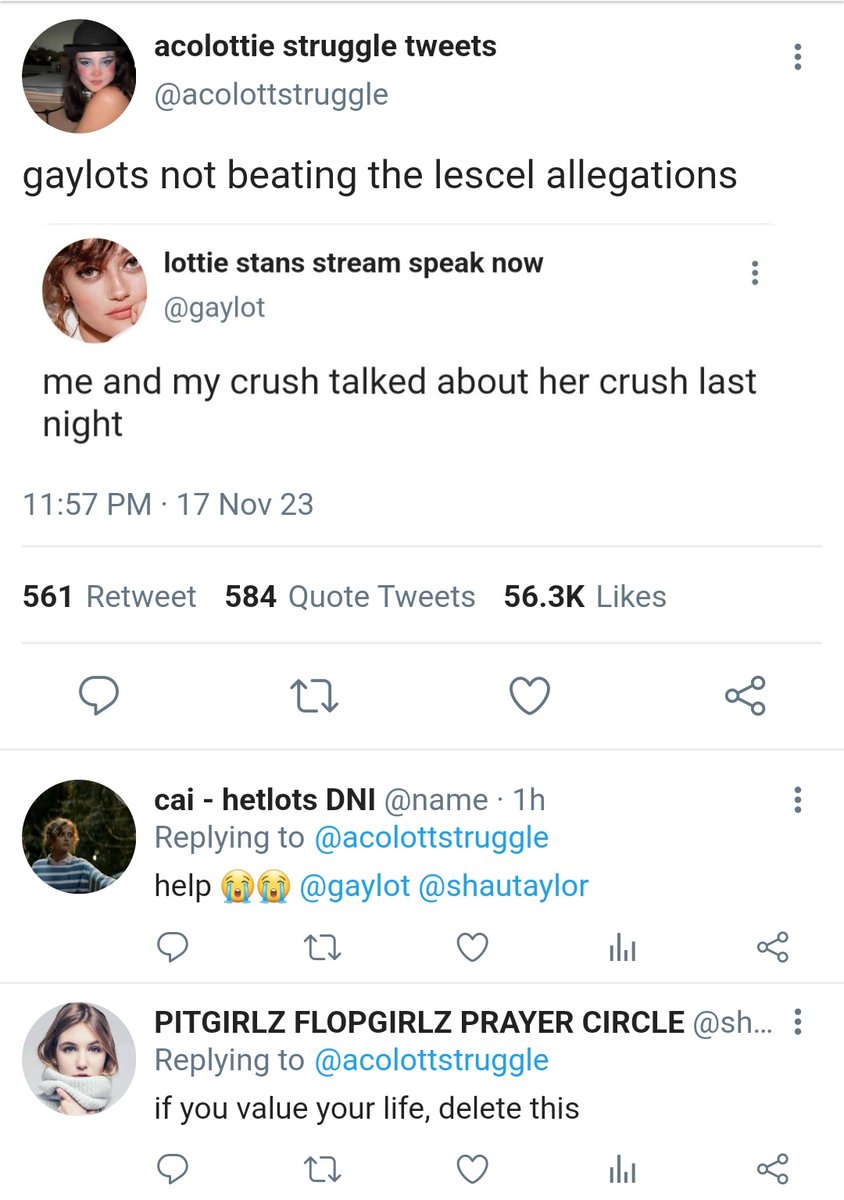 acolottie struggle tweets
@acolottstruggle
gaylots not beating the lescel allegations
lottie stans stream speak now
@gaylot
me and my crush talked about her crush last
night
11:57 PM · 17 Nov 23
561 Retweet 584 Quote Tweets 56.3K Likes
cai - hetlots DNI @name · 1h
Replying to @acolottstruggle
help 😭😭 @gaylot @shautaylor
PITGIRLZ FLOPGIRLZ PRAYER CIRCLE @sh...
Replying to @acolottstruggle
if you value your life, delete this